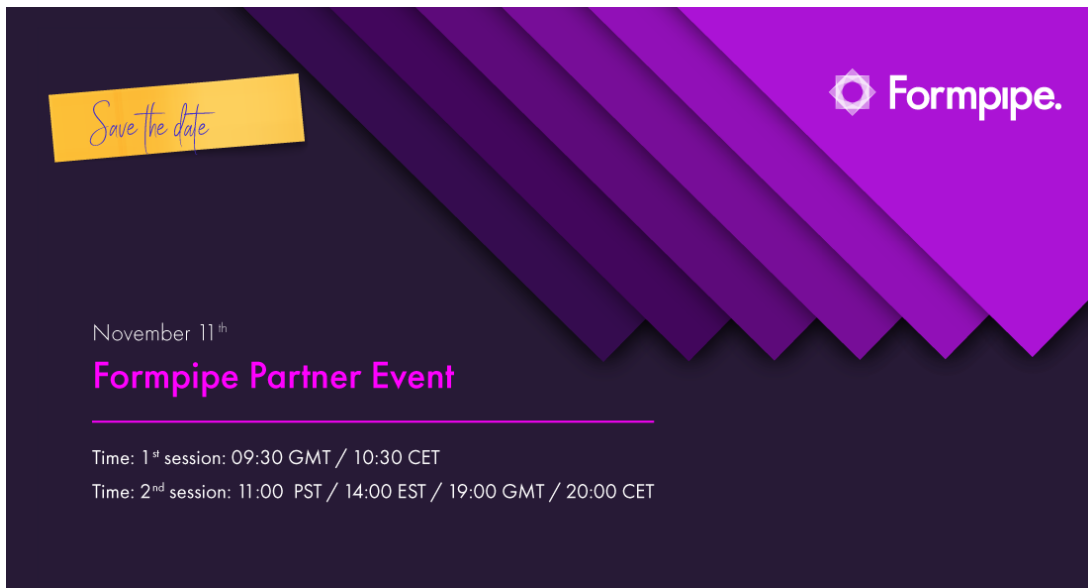 Save the date
Formpipe.
November 11th
Formpipe Partner Event
Time: 1st session: 09:30 GMT / 10:30 CET
Time: 2nd session: 11:00 PST / 14:00 EST / 19:00 GMT / 20:00 CET